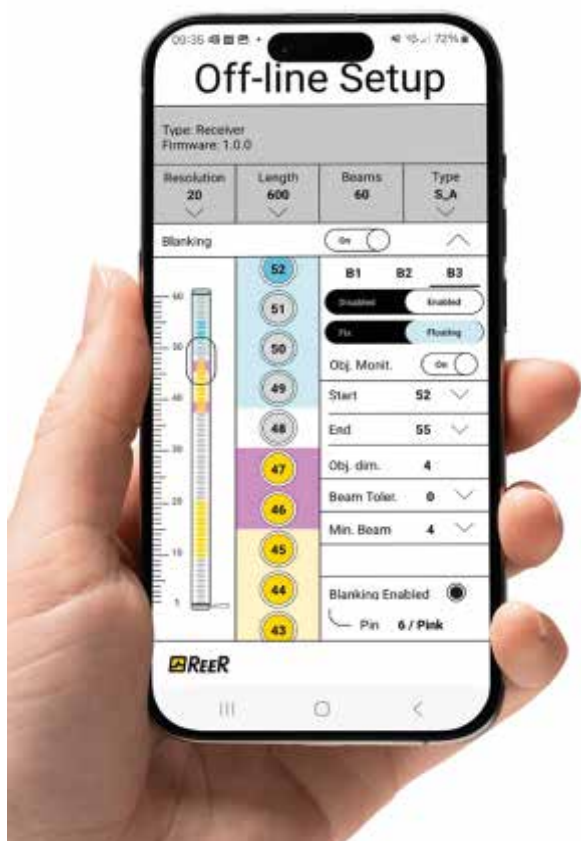 09:35
72%
Off-line Setup
Type: Receiver
Firmware: 1.0.0
Resolution Length Beams Type
20 600 60 S_A
Blanking On
B1 B2 B3
Disabled Enabled
Fix Floating
Obj. Monit. On
Start 52
End 55
Obj. dim. 4
Beam Toler. 0
Min. Beam 4
Blanking Enabled
Pin 6 / Pink
60
50
40
30
20
10
1
52
51
50
49
48
47
46
45
44
43
REER